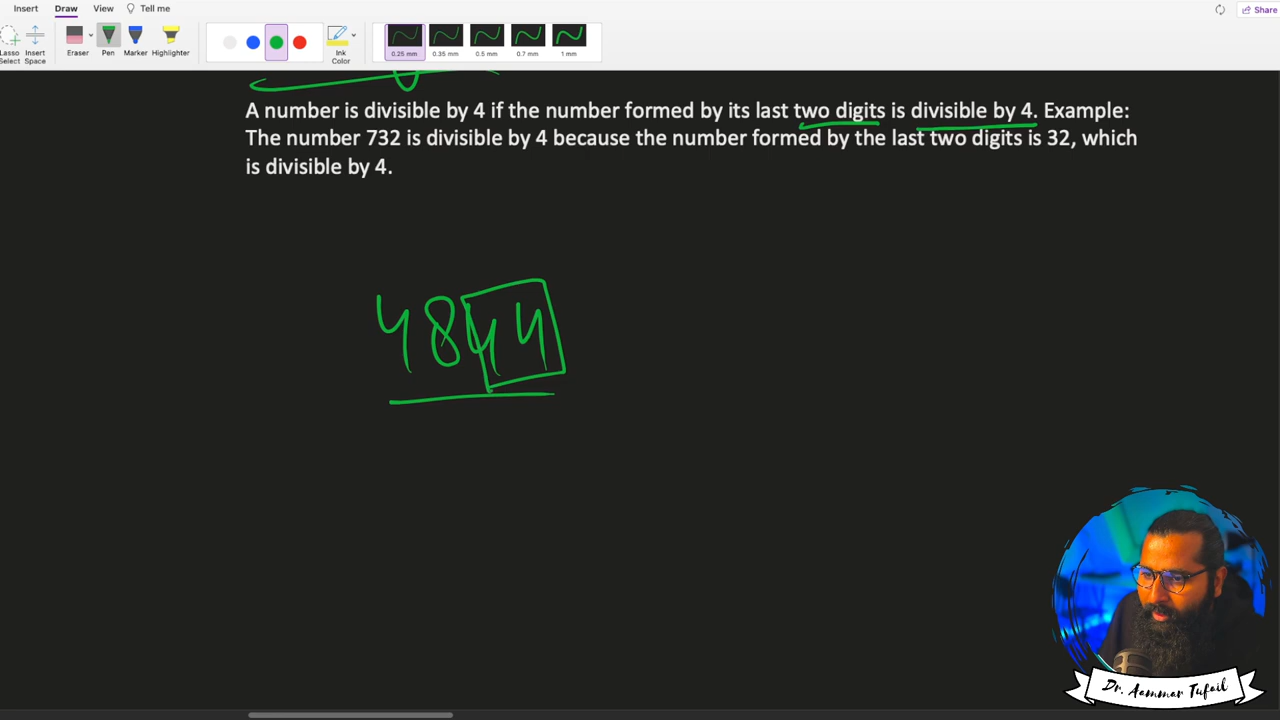 Insert Draw View Tell me Share
Lasso Select Insert Space Eraser Pen Marker Highlighter Ink Color 0.25 mm 0.35 mm 0.5 mm 0.7 mm 1 mm
A number is divisible by 4 if the number formed by its last two digits is divisible by 4. Example:
The number 732 is divisible by 4 because the number formed by the last two digits is 32, which
is divisible by 4.
4844
Dr. Aammar Tufail